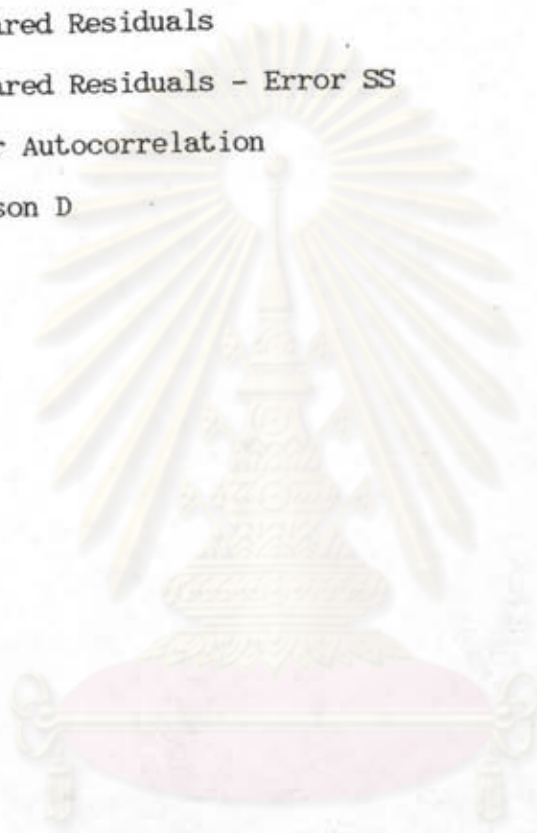 ared Residuals
ared Residuals - Error SS
r Autocorrelation
son D